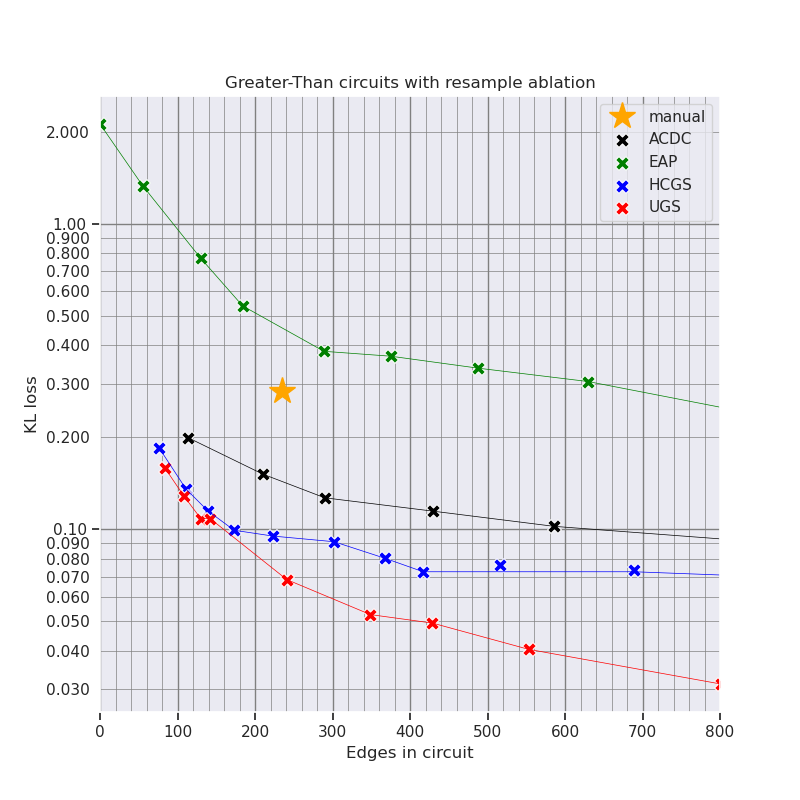 Greater-Than circuits with resample ablation
manual
ACDC
EAP
HCGS
UGS
2.000
1.00
0.900
0.800
0.700
0.600
0.500
0.400
0.300
0.200
0.10
0.090
0.080
0.070
0.060
0.050
0.040
0.030
KL loss
0 100 200 300 400 500 600 700 800
Edges in circuit